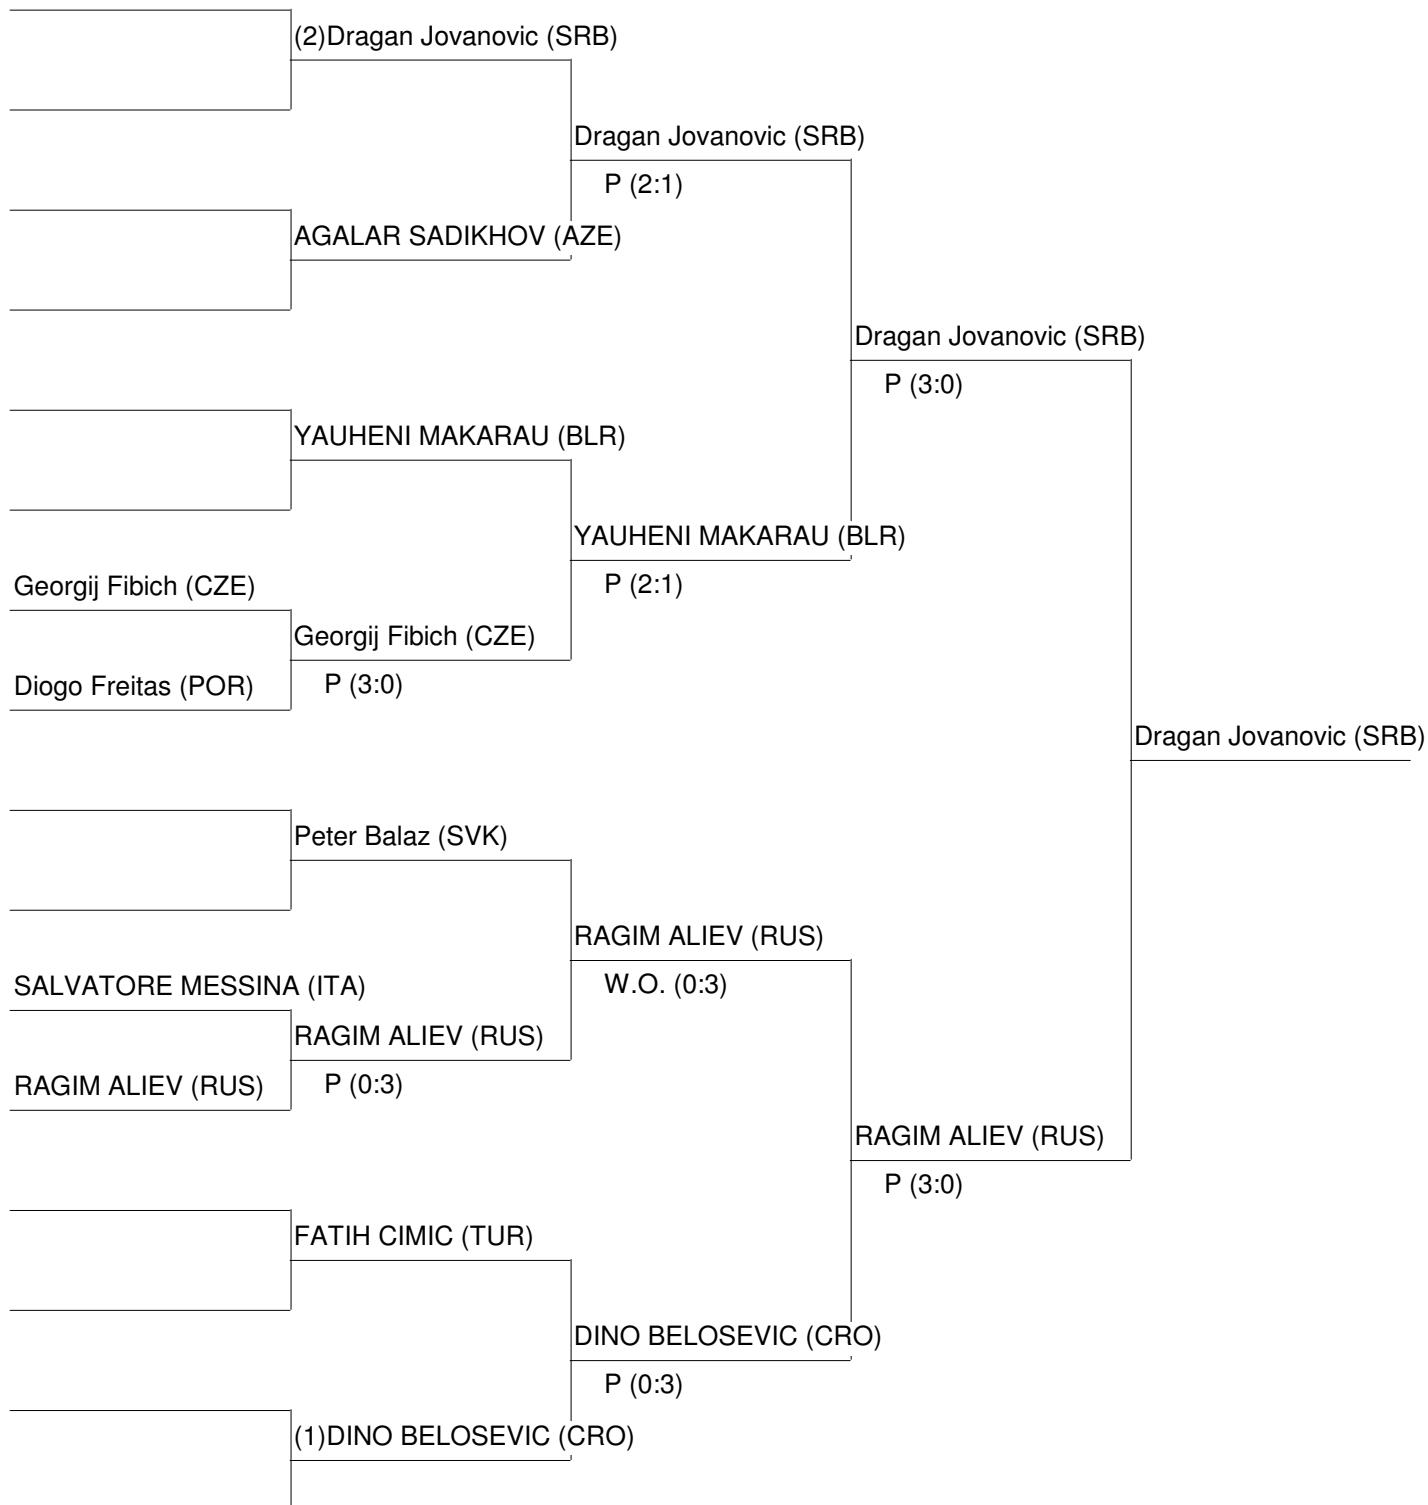 (2)Dragan Jovanovic (SRB)
Dragan Jovanovic (SRB)
P (2:1)
AGALAR SADIKHOV (AZE)
Dragan Jovanovic (SRB)
P (3:0)
YAUHENI MAKARAU (BLR)
YAUHENI MAKARAU (BLR)
P (2:1)
Georgij Fibich (CZE)
Georgij Fibich (CZE)
P (3:0)
Diogo Freitas (POR)
Dragan Jovanovic (SRB)
Peter Balaz (SVK)
RAGIM ALIEV (RUS)
W.O. (0:3)
SALVATORE MESSINA (ITA)
RAGIM ALIEV (RUS)
P (0:3)
RAGIM ALIEV (RUS)
RAGIM ALIEV (RUS)
P (3:0)
FATIH CIMIC (TUR)
DINO BELOSEVIC (CRO)
P (0:3)
(1)DINO BELOSEVIC (CRO)